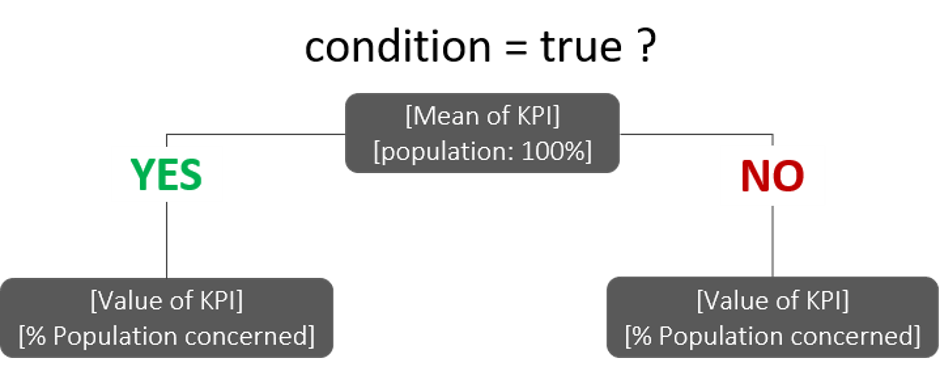 condition = true ?
[Mean of KPI]
[population: 100%]
YES
NO
[Value of KPI]
[% Population concerned]
[Value of KPI]
[% Population concerned]